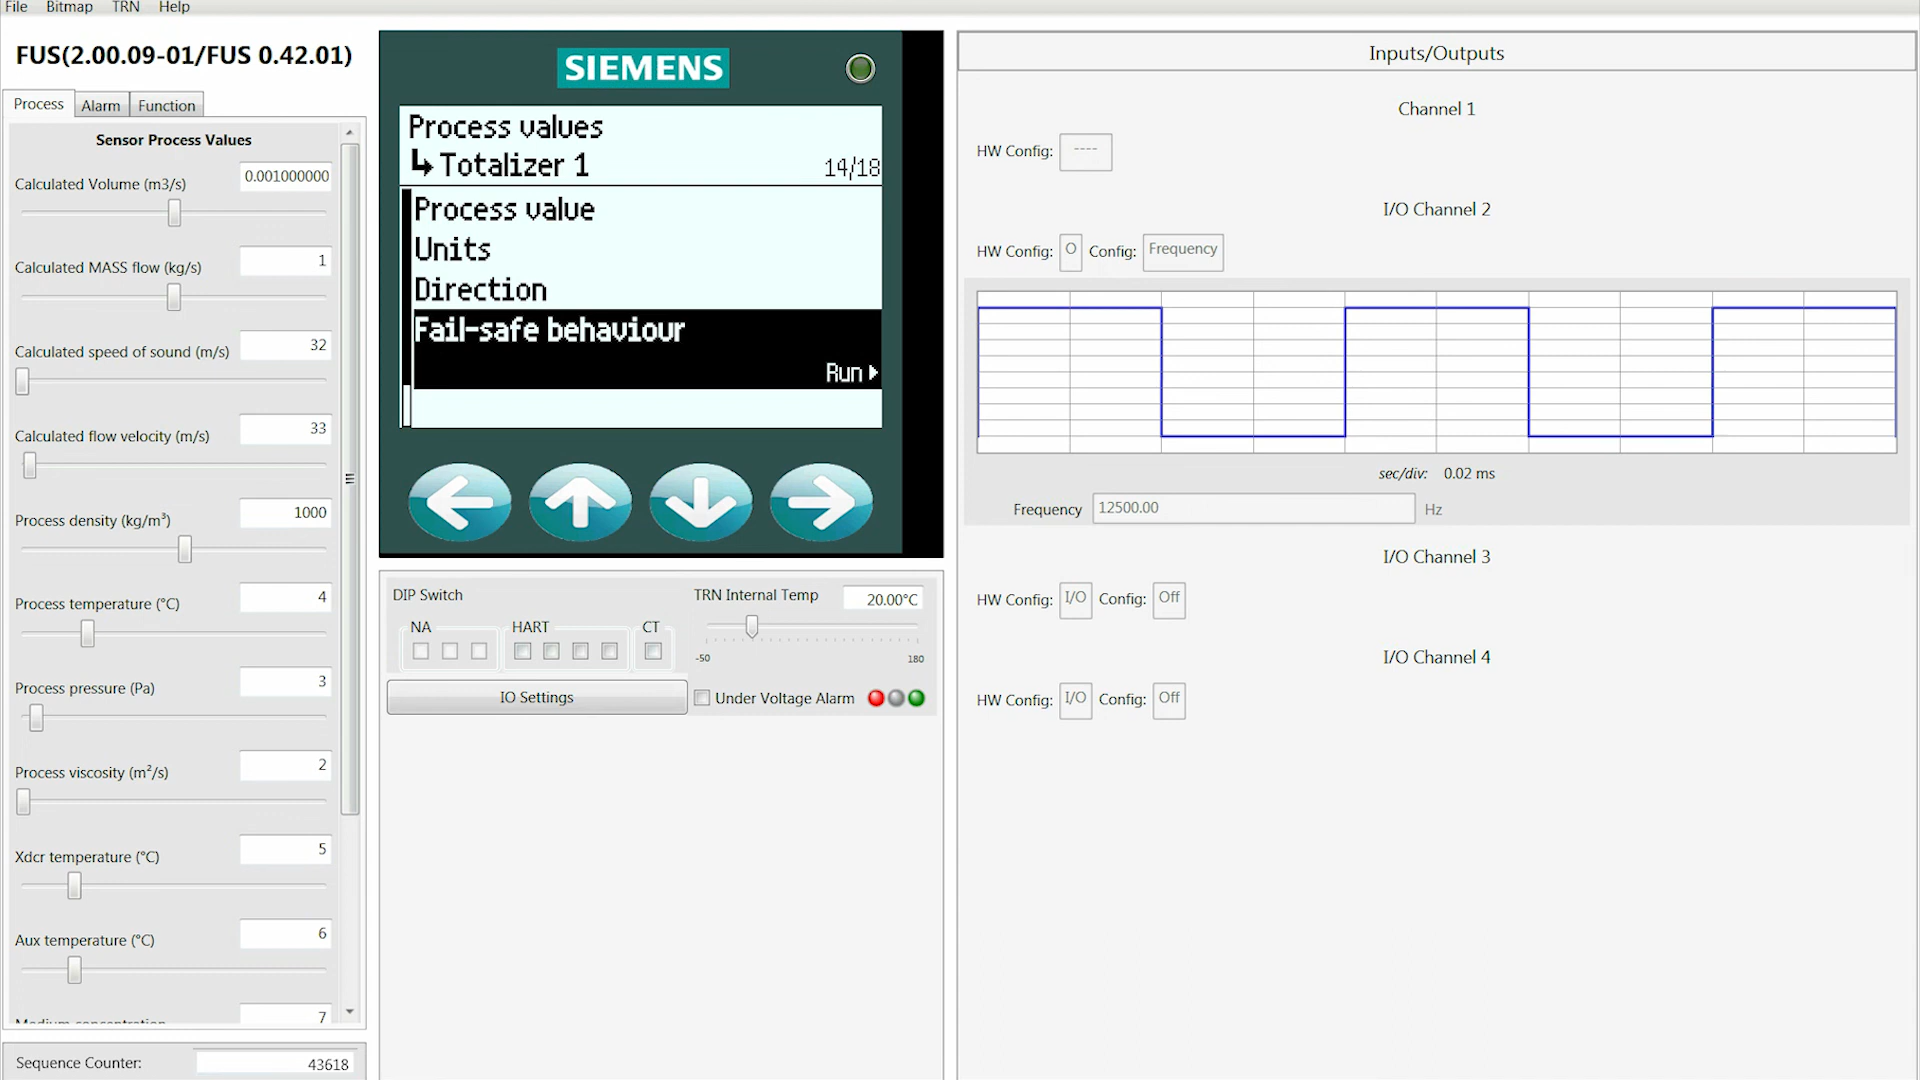 File Bitmap TRN Help
FUS(2.00.09-01/FUS 0.42.01)
Process Alarm Function
Sensor Process Values
Calculated Volume (m3/s) 0.001000000
Calculated MASS flow (kg/s) 1
Calculated speed of sound (m/s) 32
Calculated flow velocity (m/s) 33
Process density (kg/m³) 1000
Process temperature (°C) 4
Process pressure (Pa) 3
Process viscosity (m²/s) 2
Xdcr temperature (°C) 5
Aux temperature (°C) 6
Medium concentration 7
Sequence Counter: 43618
SIEMENS
Process values
↳ Totalizer 1 14/18
Process value
Units
Direction
Fail-safe behaviour
Run
DIP Switch
NA HART CT
TRN Internal Temp 20.00°C
-50 180
IO Settings
Under Voltage Alarm
Inputs/Outputs
Channel 1
HW Config: ----
I/O Channel 2
HW Config: O Config: Frequency
sec/div: 0.02 ms
Frequency 12500.00 Hz
I/O Channel 3
HW Config: I/O Config: Off
I/O Channel 4
HW Config: I/O Config: Off